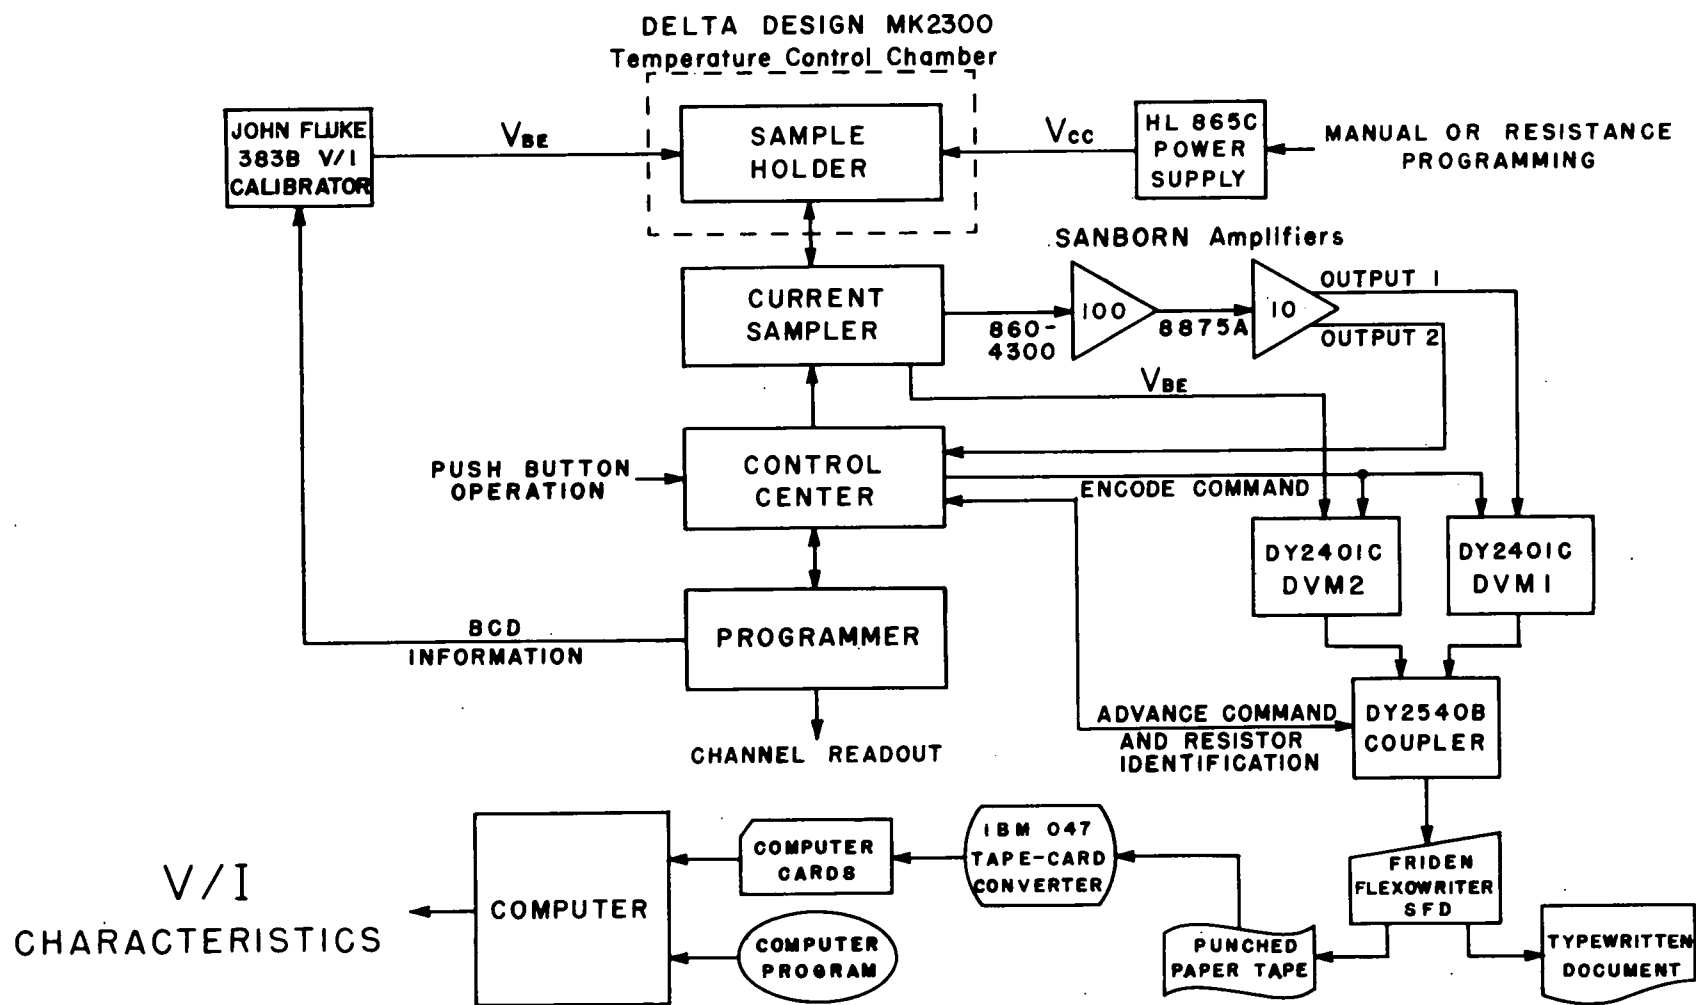 DELTA DESIGN MK2300
Temperature Control Chamber
JOHN FLUKE
383B V/I
CALIBRATOR
VBE
SAMPLE
HOLDER
VCC
HL 865C
POWER
SUPPLY
MANUAL OR RESISTANCE
PROGRAMMING
SANBORN Amplifiers
CURRENT
SAMPLER
860-
4300
100
8875A
10
OUTPUT 1
OUTPUT 2
VBE
PUSH BUTTON
OPERATION
CONTROL
CENTER
ENCODE COMMAND
DY2401C
DVM2
DY2401C
DVM1
BCD
INFORMATION
PROGRAMMER
CHANNEL READOUT
ADVANCE COMMAND
AND RESISTOR
IDENTIFICATION
DY2540B
COUPLER
V/I
CHARACTERISTICS
COMPUTER
COMPUTER
CARDS
COMPUTER
PROGRAM
IBM 047
TAPE-CARD
CONVERTER
PUNCHED
PAPER TAPE
FRIDEN
FLEXOWRITER
SFD
TYPEWRITTEN
DOCUMENT